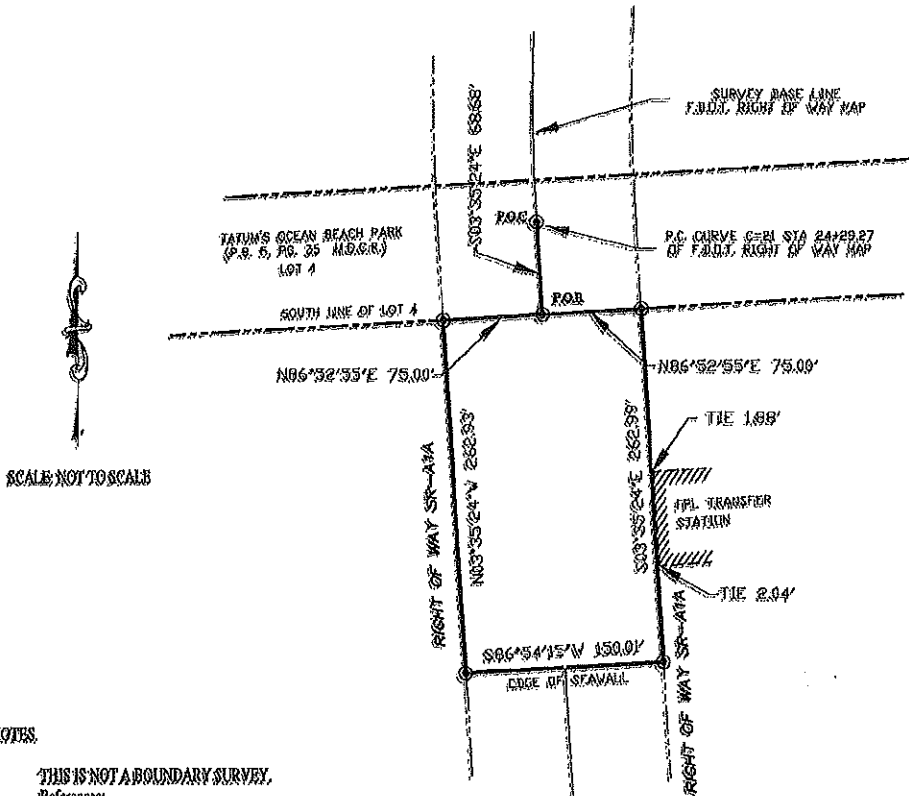 SURVEY BASE LINE
F.D.O.T. RIGHT OF WAY MAP
S03°35'24"E 68.68'
TATUM'S OCEAN BEACH PARK
(P.B. 5, PG. 35 M.D.C.R.)
LOT 4
P.O.C.
P.C. CURVE C-21 STA 24+29.27
OF F.D.O.T. RIGHT OF WAY MAP
P.O.B.
SOUTH LINE OF LOT 4
N86°52'55"E 75.00'
N86°52'55"E 75.00'
TIE 1.88'
SCALE: NOT TO SCALE
RIGHT OF WAY SR-A1A
N03°35'24"W 262.93'
S03°35'24"E 262.99'
FPL TRANSFER
STATION
TIE 2.04'
S86°54'15"W 150.01'
EDGE OF SEAWALL
RIGHT OF WAY SR-A1A
NOTES.
THIS IS NOT A BOUNDARY SURVEY.